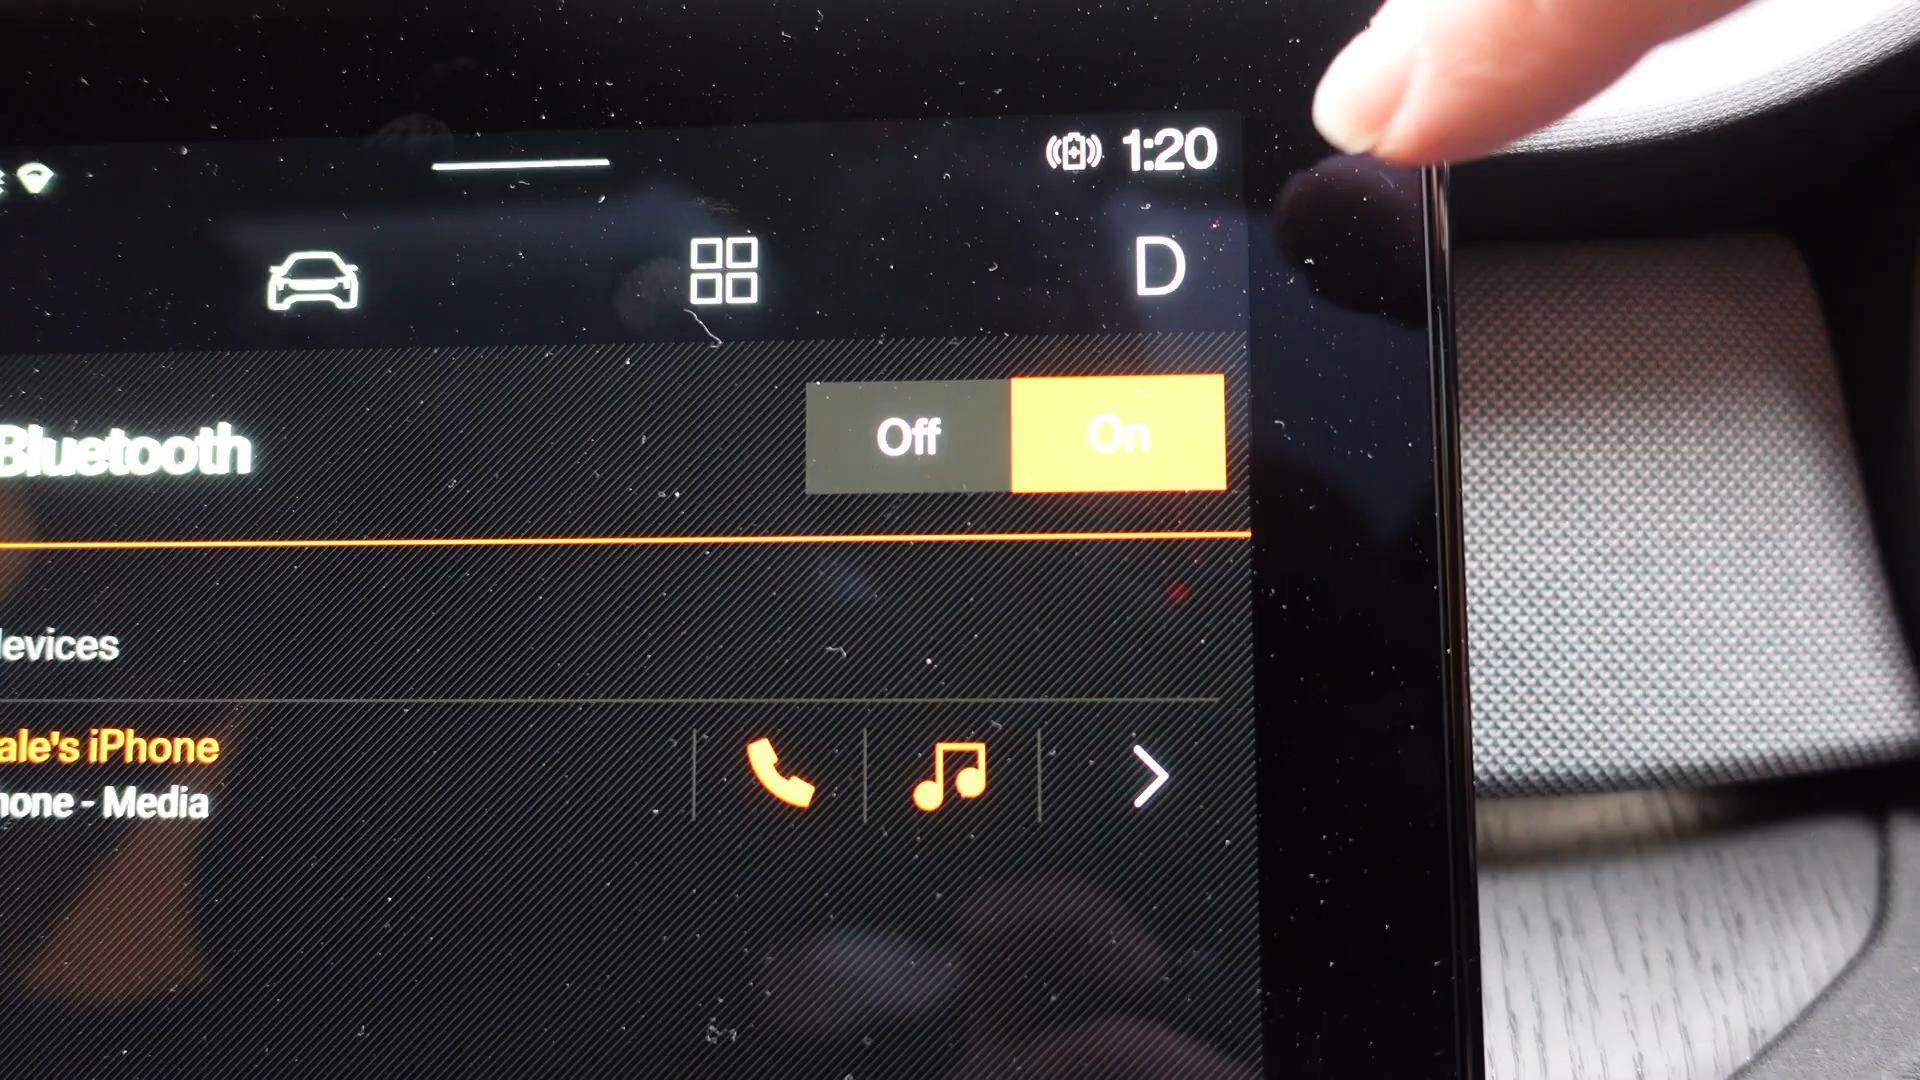 1:20
D
Bluetooth
Off
On
evices
ale's iPhone
hone - Media